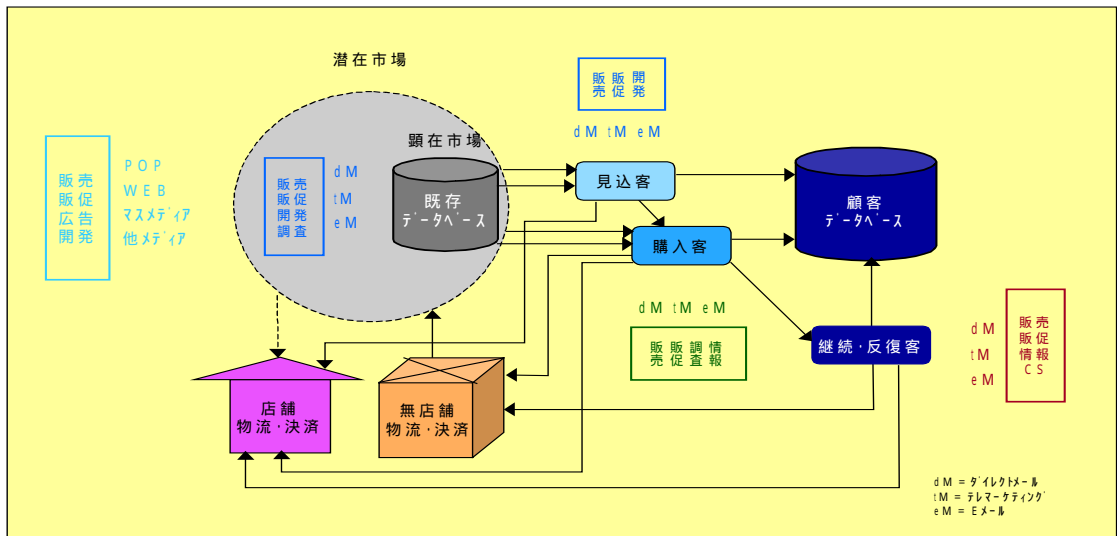 潜在市場
販売
販促
開発
dM tM eM
顕在市場
販売
販促
広告
開発
POP
WEB
マスメディア
他メディア
販売
販促
開発
調査
dM
tM
eM
既存
データベース
見込客
購入客
顧客
データベース
dM tM eM
販売
販促
調査
情報
継続・反復客
dM
tM
eM
販売
販促
情報
CS
店舗
物流・決済
無店舗
物流・決済
dM = ダイレクトメール
tM = テレマーケティング
eM = Eメール